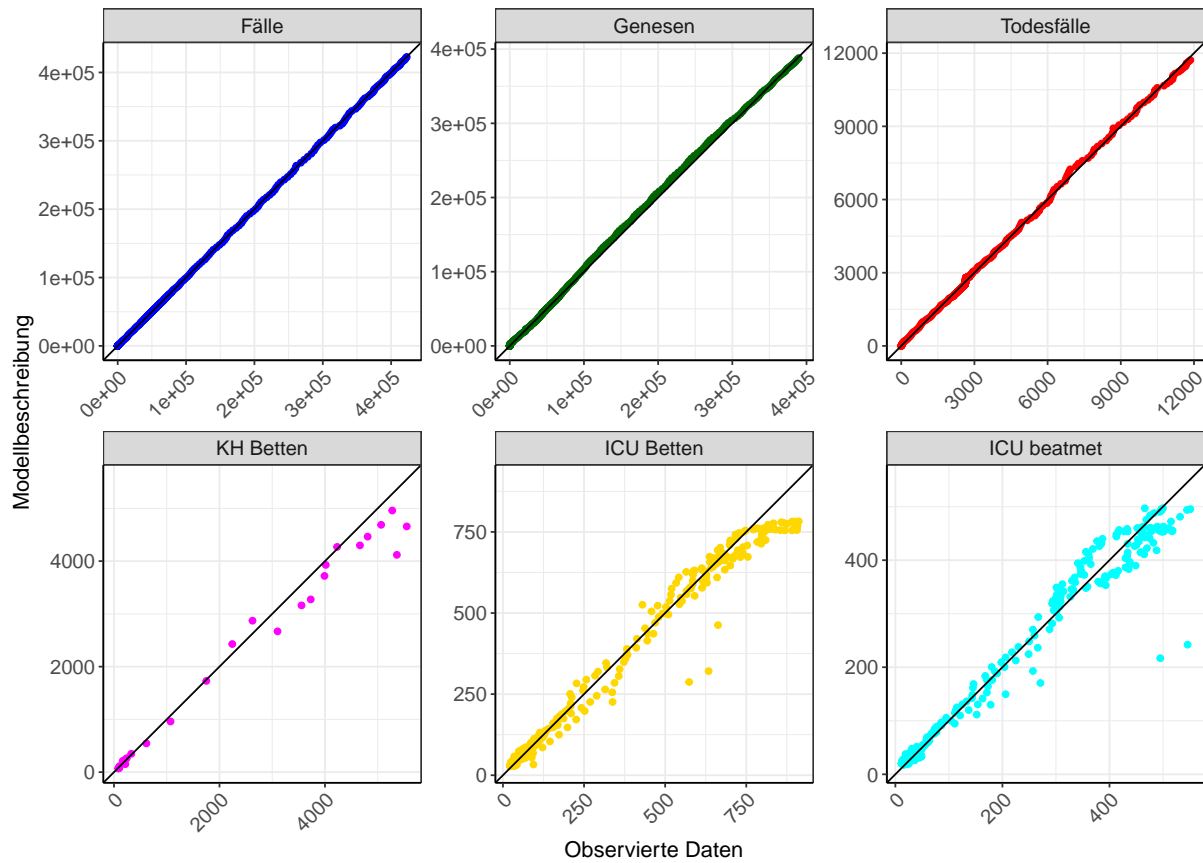 Fälle
Genesen
Todesfälle
4e+05
3e+05
2e+05
1e+05
0e+00
4e+05
3e+05
2e+05
1e+05
0e+00
12000
9000
6000
3000
0
0e+00
1e+05
2e+05
3e+05
4e+05
0e+00
1e+05
2e+05
3e+05
4e+05
0
3000
6000
9000
12000
Modellbeschreibung
KH Betten
ICU Betten
ICU beatmet
4000
2000
0
750
500
250
0
400
200
0
0
2000
4000
0
250
500
750
0
200
400
Observierte Daten